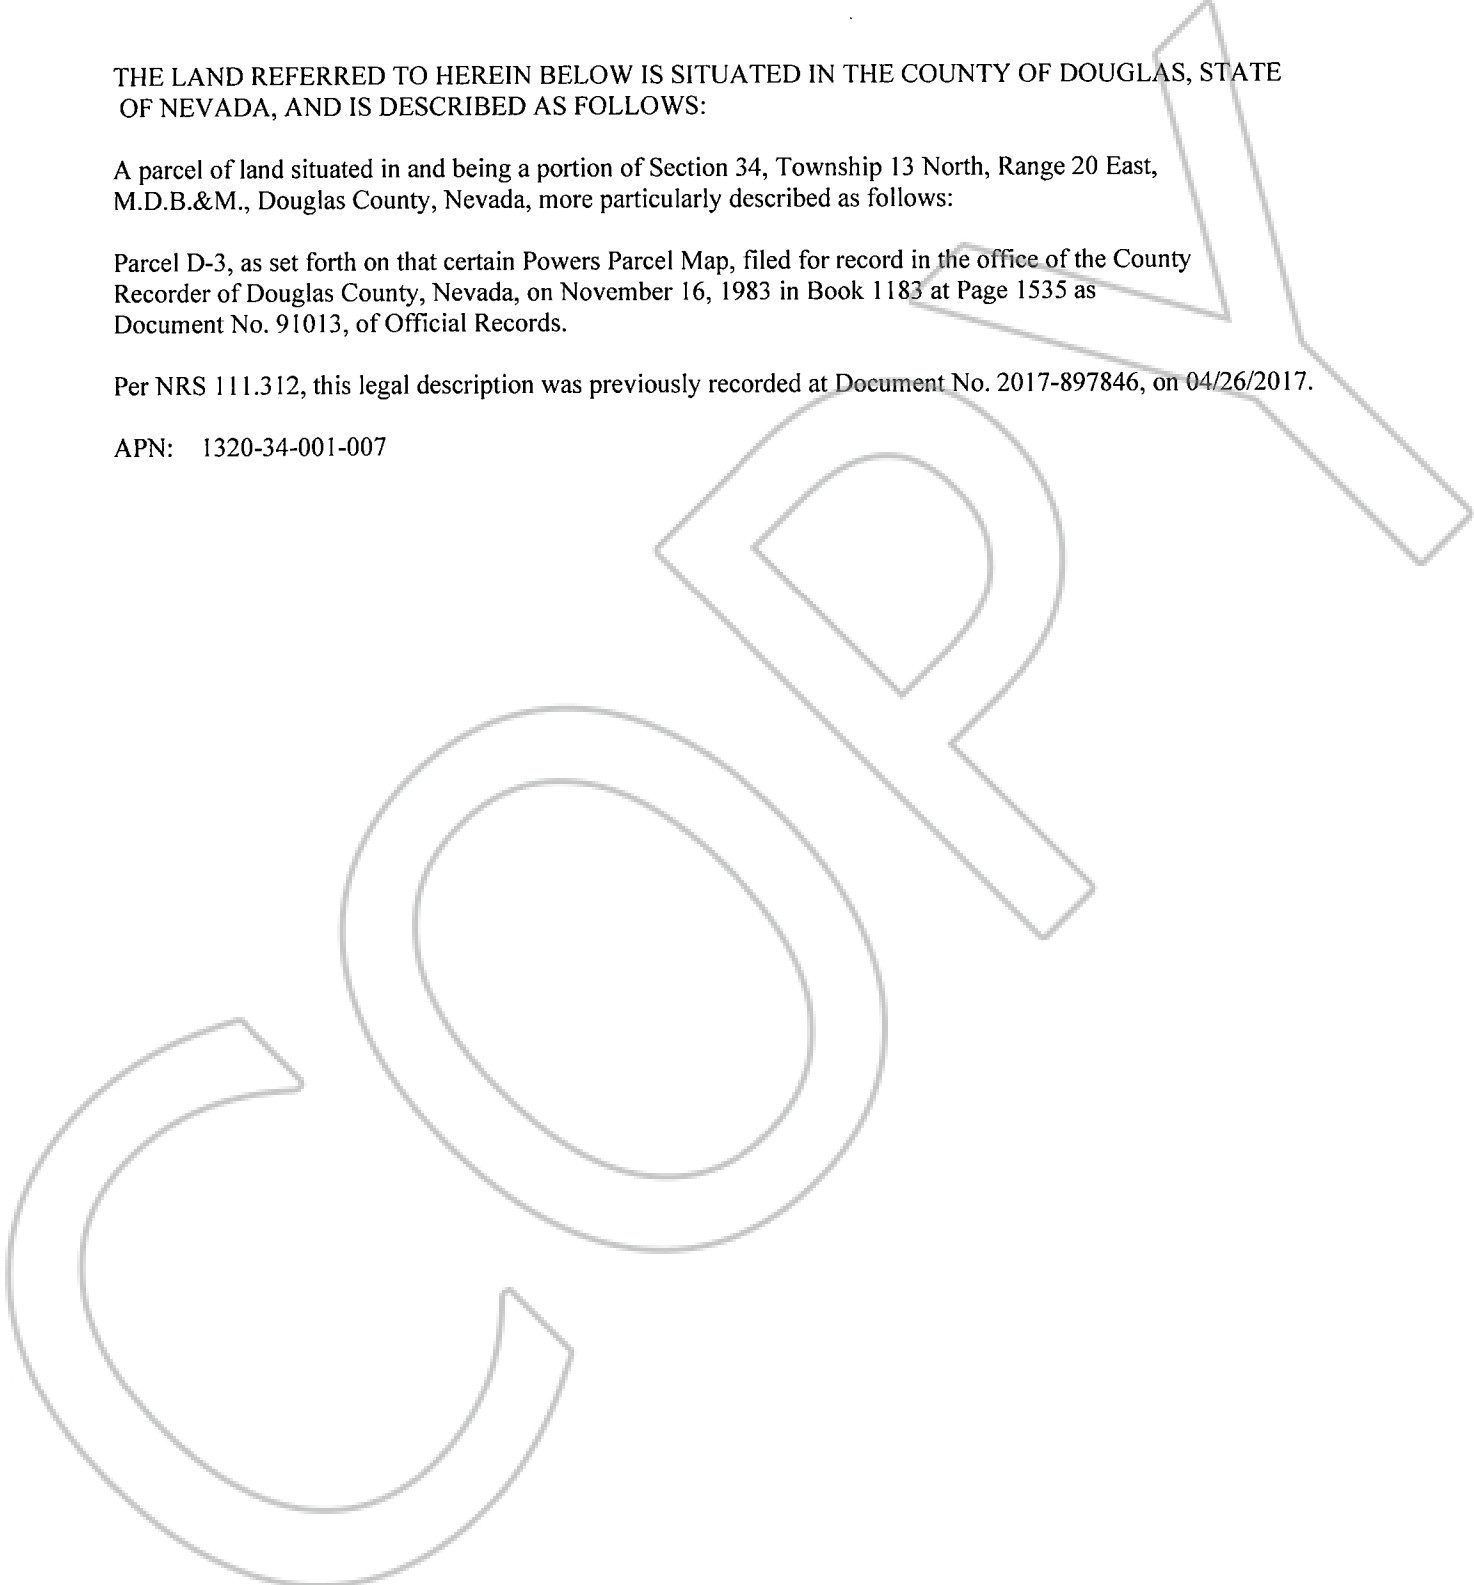 THE LAND REFERRED TO HEREIN BELOW IS SITUATED IN THE COUNTY OF DOUGLAS, STATE
OF NEVADA, AND IS DESCRIBED AS FOLLOWS:
A parcel of land situated in and being a portion of Section 34, Township 13 North, Range 20 East,
M.D.B.&M., Douglas County, Nevada, more particularly described as follows:
Parcel D-3, as set forth on that certain Powers Parcel Map, filed for record in the office of the County
Recorder of Douglas County, Nevada, on November 16, 1983 in Book 1183 at Page 1535 as
Document No. 91013, of Official Records.
Per NRS 111.312, this legal description was previously recorded at Document No. 2017-897846, on 04/26/2017.
APN: 1320-34-001-007
COPY